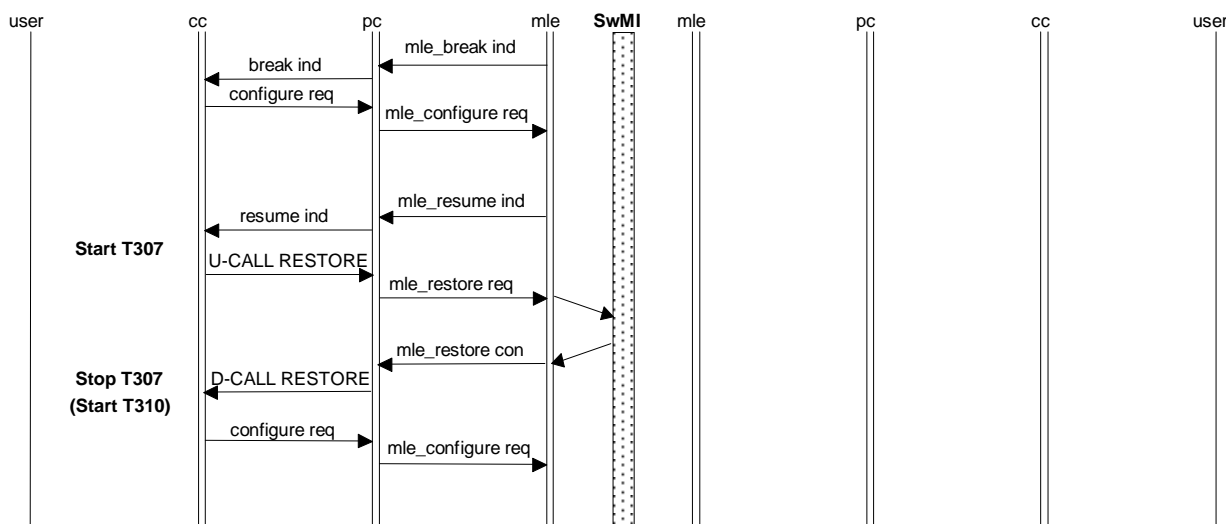 user cc pc mle SwMI mle pc cc user
mle_break ind
break ind
configure req
mle_configure req
mle_resume ind
resume ind
Start T307
U-CALL RESTORE
mle_restore req
mle_restore con
Stop T307 D-CALL RESTORE
(Start T310)
configure req
mle_configure req